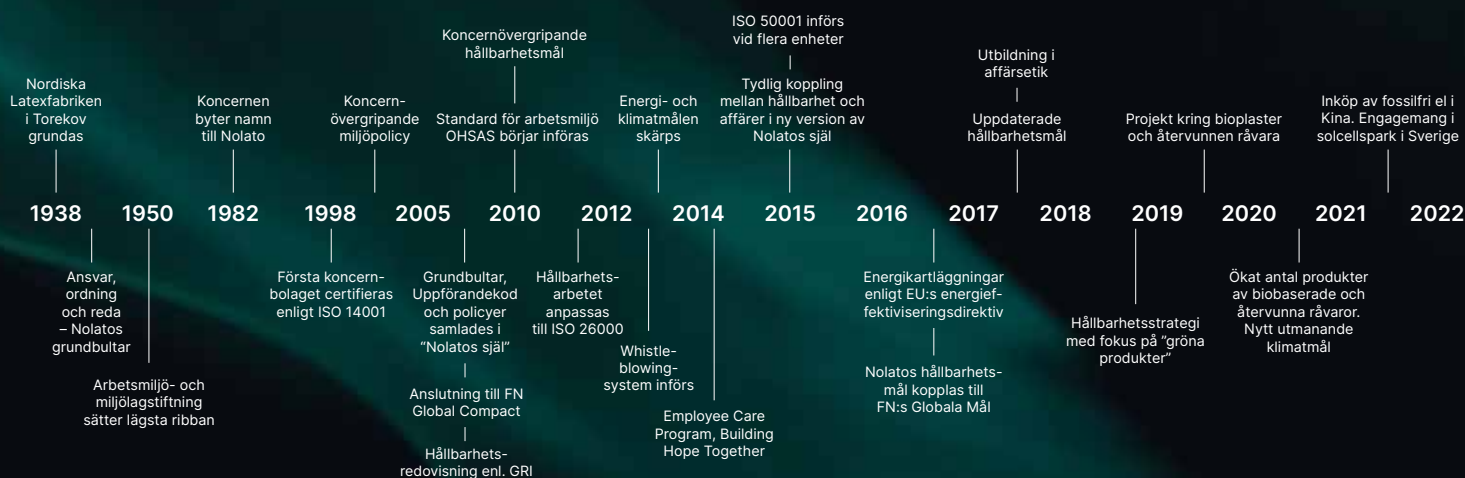 Nordiska
Latexfabriken
i Torekov
grundas
Koncernen
byter namn
till Nolato
Koncern-
övergripande
miljöpolicy
Koncernövergripande
hållbarhetsmål
Standard för arbetsmiljö
OHSAS börjar införas
Energi- och
klimatmålen
skärps
ISO 50001 införs
vid flera enheter
Tydlig koppling
mellan hållbarhet och
affärer i ny version av
Nolatos själ
Utbildning i
affärsetik
Uppdaterade
hållbarhetsmål
Projekt kring bioplaster
och återvunnen råvara
Inköp av fossilfri el i
Kina. Engagemang i
solcellspark i Sverige
1938 1950 1982 1998 2005 2010 2012 2014 2015 2016 2017 2018 2019 2020 2021 2022
Ansvar,
ordning
och reda
– Nolatos
grundbultar
Arbetsmiljö- och
miljölagstiftning
sätter lägsta ribban
Första koncern-
bolaget certifieras
enligt ISO 14001
Grundbultar,
Uppförandekod
och policyer
samlades i
”Nolatos själ”
Anslutning till FN
Global Compact
Hållbarhets-
redovisning enl. GRI
Hållbarhets-
arbetet
anpassas
till ISO 26000
Whistle-
blowing-
system införs
Employee Care
Program, Building
Hope Together
Energikartläggningar
enligt EU:s energief-
fektiviseringsdirektiv
Nolatos hållbarhets-
mål kopplas till
FN:s Globala Mål
Hållbarhetsstrategi
med fokus på ”gröna
produkter”
Ökat antal produkter
av biobaserade och
återvunna råvaror.
Nytt utmanande
klimatmål